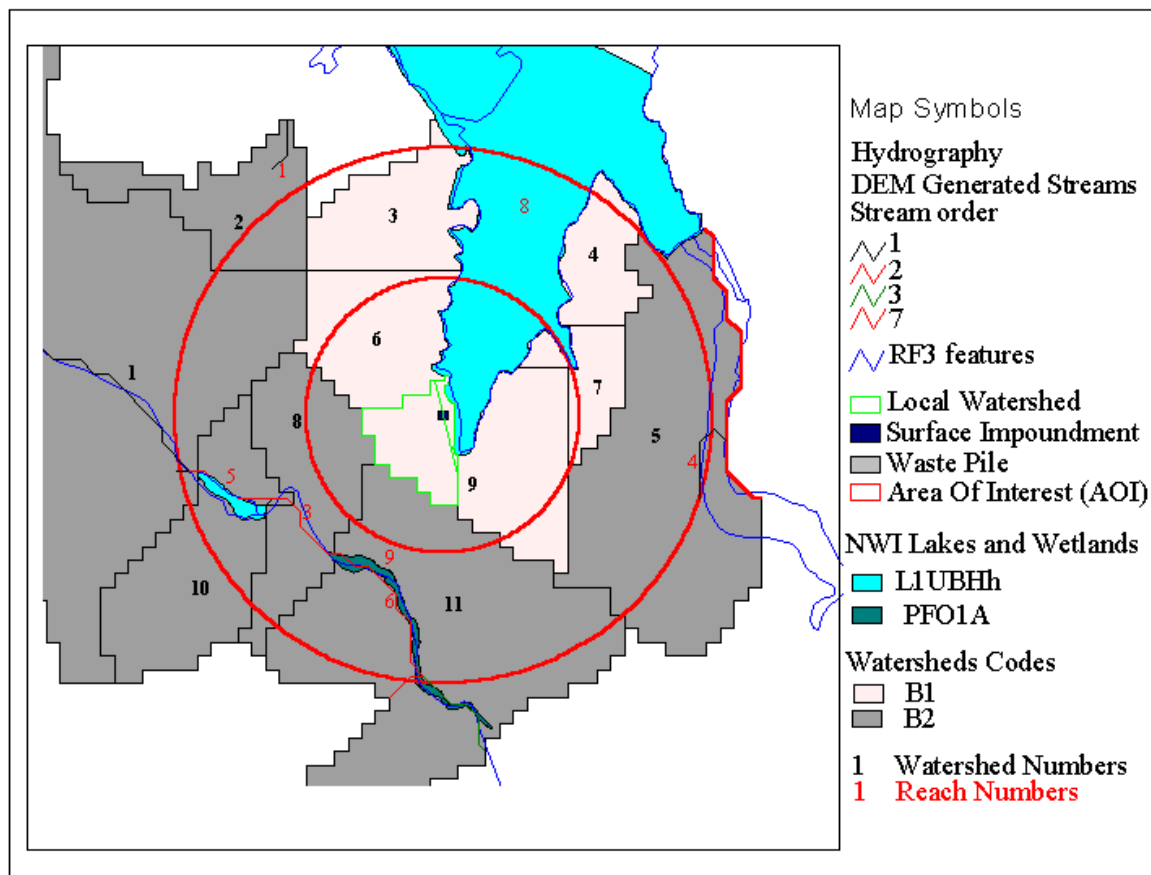 Map Symbols
Hydrography
DEM Generated Streams
Stream order
1
2
3
7
RF3 features
Local Watershed
Surface Impoundment
Waste Pile
Area Of Interest (AOI)
NWI Lakes and Wetlands
L1UBHh
PFO1A
Watersheds Codes
B1
B2
1 Watershed Numbers
1 Reach Numbers
1
2
3
8
4
6
1
7
8
5
4
5
9
3
9
10
6
11